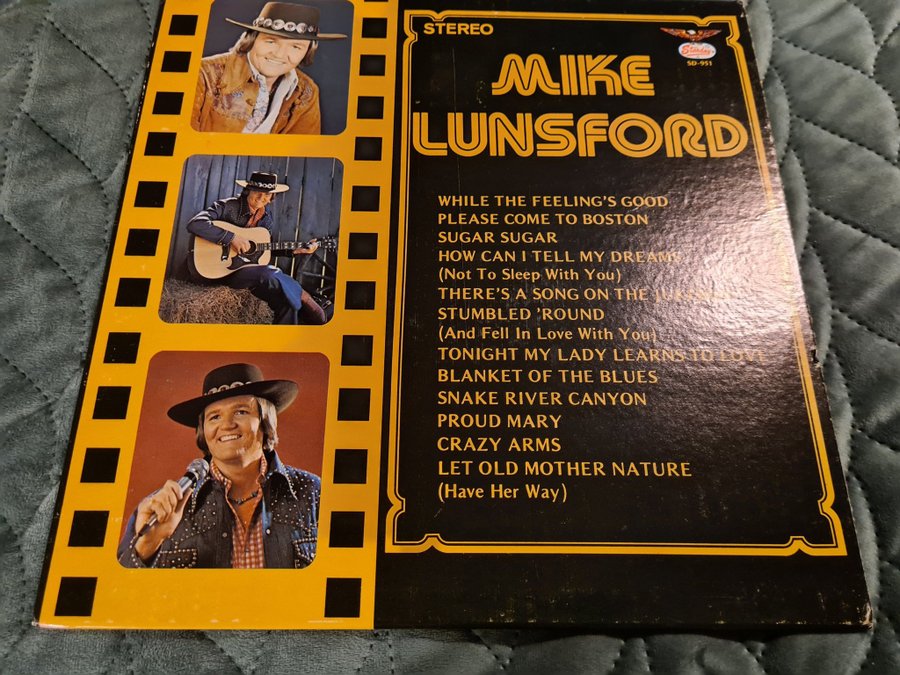 STEREO
Starday
SD-951
MIKE
LUNSFORD
WHILE THE FEELING'S GOOD
PLEASE COME TO BOSTON
SUGAR SUGAR
HOW CAN I TELL MY DREAMS
(Not To Sleep With You)
THERE'S A SONG ON THE JUKEBOX
STUMBLED 'ROUND
(And Fell In Love With You)
TONIGHT MY LADY LEARNS TO LOVE
BLANKET OF THE BLUES
SNAKE RIVER CANYON
PROUD MARY
CRAZY ARMS
LET OLD MOTHER NATURE
(Have Her Way)